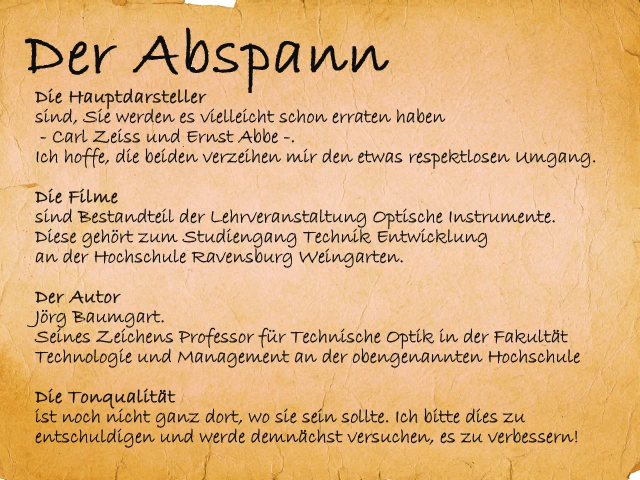 Der Abspann
Die Hauptdarsteller
sind, Sie werden es vielleicht schon erraten haben
- Carl Zeiss und Ernst Abbe -.
Ich hoffe, die beiden verzeihen mir den etwas respektlosen Umgang.
Die Filme
sind Bestandteil der Lehrveranstaltung Optische Instrumente.
Diese gehört zum Studiengang Technik Entwicklung
an der Hochschule Ravensburg Weingarten.
Der Autor
Jörg Baumgart.
Seines Zeichens Professor für Technische Optik in der Fakultät
Technologie und Management an der obengenannten Hochschule
Die Tonqualität
ist noch nicht ganz dort, wo sie sein sollte. Ich bitte dies zu
entschuldigen und werde demnächst versuchen, es zu verbessern!